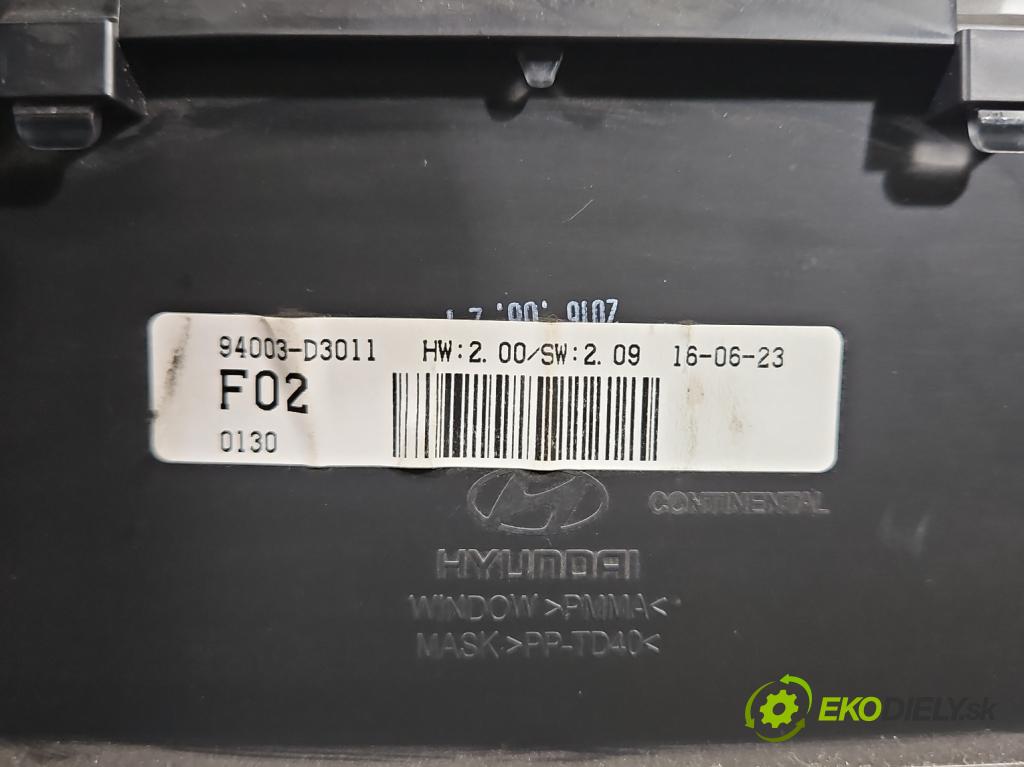 94003-D3011 HW:2.00/SW:2.09 16-06-23
F02
0130
CONTINENTAL
HYUNDAI
WINDOW >PMMA<
MASK >PP-TD40<
EKODIELY.sk